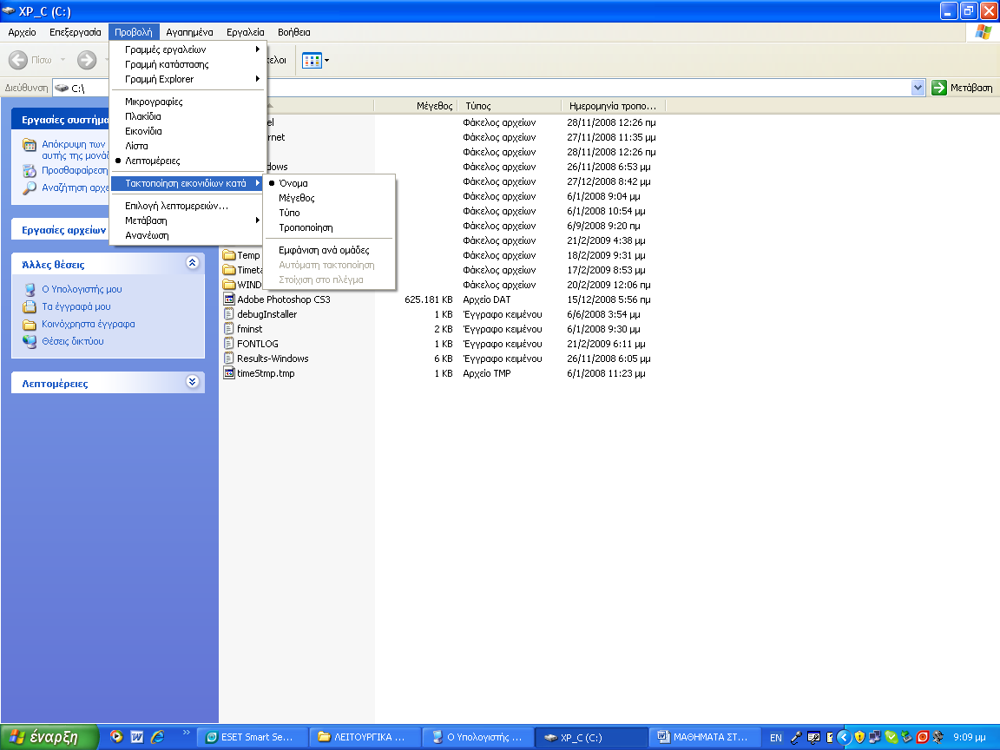 XP_C (C:)
Αρχείο Επεξεργασία Προβολή Αγαπημένα Εργαλεία Βοήθεια
Πίσω
Διεύθυνση C:\ Μετάβαση
Γραμμές εργαλείων
Γραμμή κατάστασης
Γραμμή Explorer
Μικρογραφίες
Πλακίδια
Εικονίδια
Λίστα
Λεπτομέρειες
Τακτοποίηση εικονιδίων κατά
Επιλογή λεπτομερειών...
Μετάβαση
Ανανέωση
Όνομα
Μέγεθος
Τύπο
Τροποποίηση
Εμφάνιση ανά ομάδες
Αυτόματη τακτοποίηση
Στοίχιση στο πλέγμα
Εργασίες συστήμα
Απόκρυψη των
αυτής της μονάδ
Προσθαφαίρεση
Αναζήτηση αρχε
Εργασίες αρχείων
Άλλες θέσεις
Ο Υπολογιστής μου
Τα έγγραφά μου
Κοινόχρηστα έγγραφα
Θέσεις δικτύου
Λεπτομέρειες
Μέγεθος Τύπος Ημερομηνία τροπο...
Φάκελος αρχείων 28/11/2008 12:26 πμ
Φάκελος αρχείων 27/11/2008 11:35 μμ
Φάκελος αρχείων 28/11/2008 12:26 πμ
Φάκελος αρχείων 26/11/2008 6:53 μμ
Φάκελος αρχείων 27/12/2008 8:42 μμ
Φάκελος αρχείων 6/1/2008 9:04 μμ
Φάκελος αρχείων 6/1/2008 10:54 μμ
Φάκελος αρχείων 6/9/2008 9:20 πμ
Φάκελος αρχείων 21/2/2009 4:38 μμ
Temp Φάκελος αρχείων 18/2/2009 9:31 μμ
Timeta Φάκελος αρχείων 17/2/2009 8:53 μμ
WIND Φάκελος αρχείων 20/2/2009 12:06 πμ
Adobe Photoshop CS3 625.181 KB Αρχείο DAT 15/12/2008 5:56 πμ
debugInstaller 1 KB Έγγραφο κειμένου 6/6/2008 3:54 μμ
fminst 2 KB Έγγραφο κειμένου 6/1/2008 9:30 μμ
FONTLOG 1 KB Έγγραφο κειμένου 21/2/2009 6:11 μμ
Results-Windows 6 KB Έγγραφο κειμένου 26/11/2008 6:05 μμ
timeStmp.tmp 1 KB Αρχείο TMP 6/1/2008 11:23 μμ
έναρξη ESET Smart Se... ΛΕΙΤΟΥΡΓΙΚΑ ... Ο Υπολογιστής ... XP_C (C:) ΜΑΘΗΜΑΤΑ ΣΤ... EN 9:09 μμ